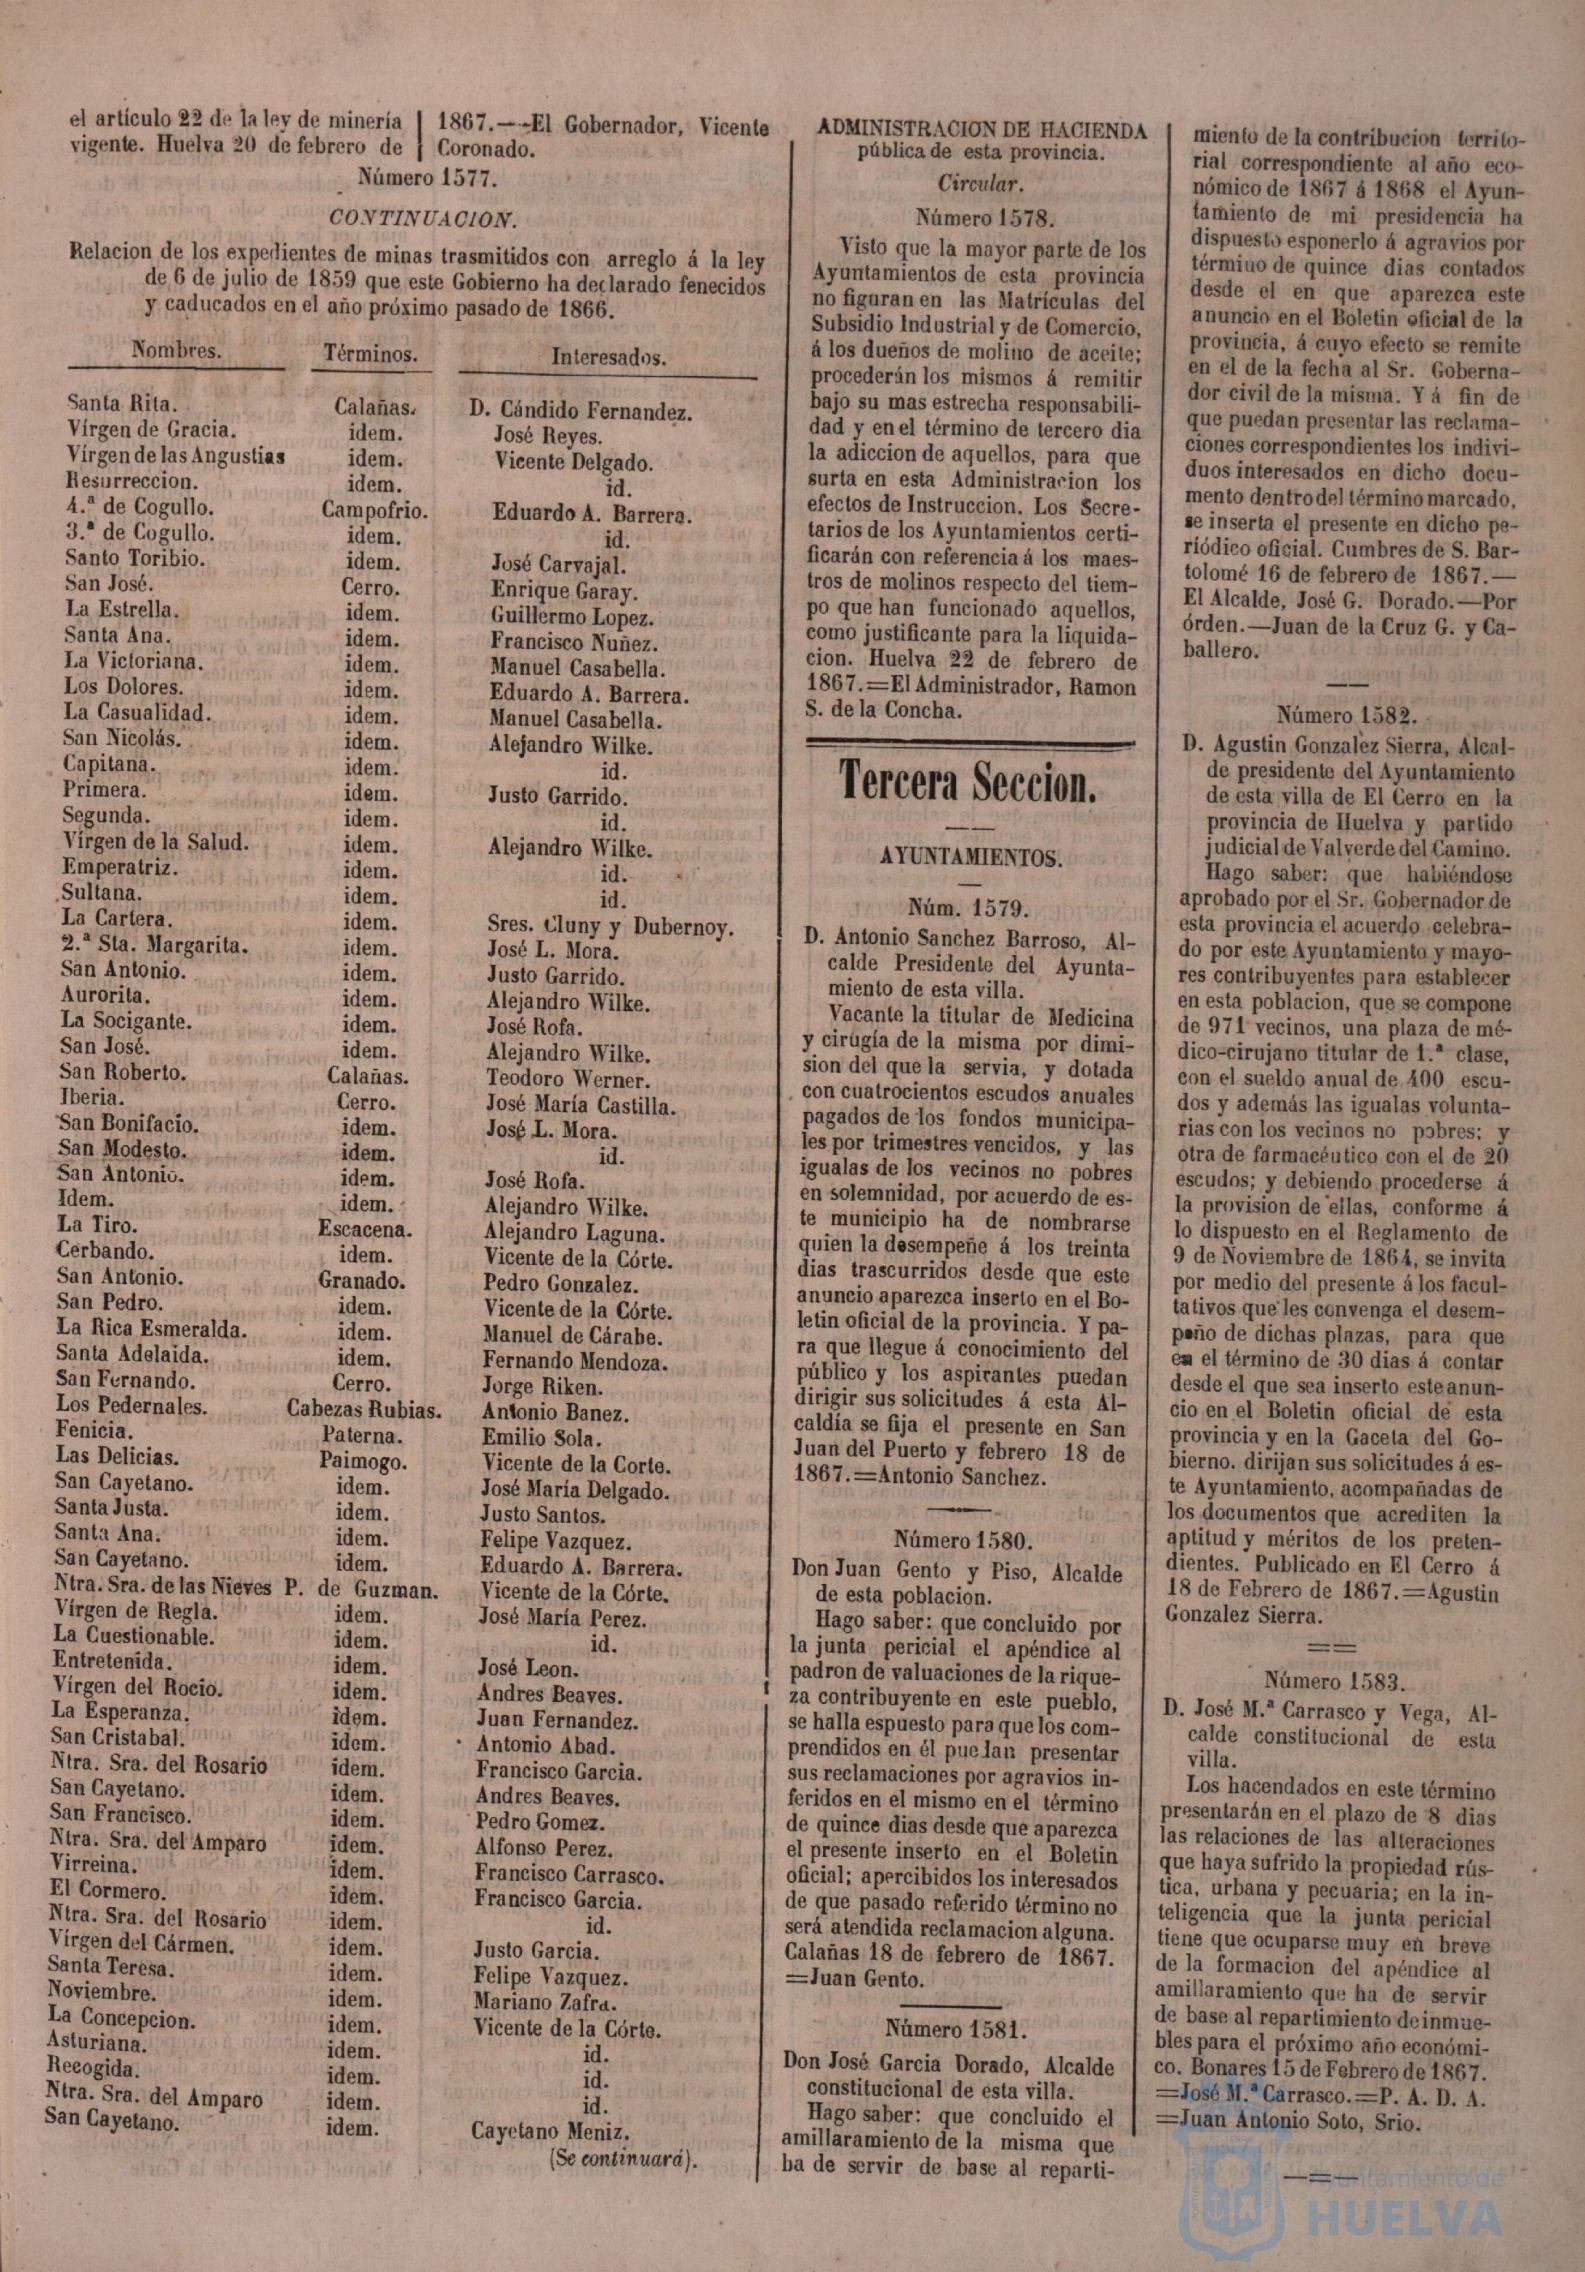 el artículo 22 de la ley de minería
vigente. Huelva 20 de febrero de
1867.—-El Gobernador, Vicente
Coronado.
Número 1577.
CONTINUACION.
Relacion de los expedientes de minas trasmitidos con arreglo á la ley
de 6 de julio de 1859 que este Gobierno ha declarado fenecidos
y caducados en el año próximo pasado de 1866.
Nombres. Términos. Interesados.
Santa Rita. Calañas. D. Cándido Fernandez.
Vírgen de Gracia. idem. José Reyes.
Vírgen de las Angustias idem. Vicente Delgado.
Resurreccion. idem. id.
4.ª de Cogullo. Campofrio. Eduardo A. Barrera.
3.ª de Cogullo. idem. id.
Santo Toribio. idem. José Carvajal.
San José. Cerro. Enrique Garay.
La Estrella. idem. Guillermo Lopez.
Santa Ana. idem. Francisco Nuñez.
La Victoriana. idem. Manuel Casabella.
Los Dolores. idem. Eduardo A. Barrera.
La Casualidad. idem. Manuel Casabella.
San Nicolás. idem. Alejandro Wilke.
Capitana. idem. id.
Primera. idem. Justo Garrido.
Segunda. idem. id.
Vírgen de la Salud. idem. Alejandro Wilke.
Emperatriz. idem. id.
Sultana. idem. id.
La Cartera. idem. Sres. Cluny y Dubernoy.
2.ª Sta. Margarita. idem. José L. Mora.
San Antonio. idem. Justo Garrido.
Aurorita. idem. Alejandro Wilke.
La Socigante. idem. José Rofa.
San José. idem. Alejandro Wilke.
San Roberto. Calañas. Teodoro Werner.
Iberia. Cerro. José María Castilla.
San Bonifacio. idem. José L. Mora.
San Modesto. idem. id.
San Antonio. idem. José Rofa.
Idem. idem. Alejandro Wilke.
La Tiro. Escacena. Alejandro Laguna.
Cerbando. idem. Vicente de la Córte.
San Antonio. Granado. Pedro Gonzalez.
San Pedro. idem. Vicente de la Córte.
La Rica Esmeralda. idem. Manuel de Cárabe.
Santa Adelaida. idem. Fernando Mendoza.
San Fernando. Cerro. Jorge Riken.
Los Pedernales. Cabezas Rubias. Antonio Banez.
Fenicia. Paterna. Emilio Sola.
Las Delicias. Paimogo. Vicente de la Corte.
San Cayetano. idem. José María Delgado.
Santa Justa. idem. Justo Santos.
Santa Ana. idem. Felipe Vazquez.
San Cayetano. idem. Eduardo A. Barrera.
Ntra. Sra. de las Nieves P. de Guzman. Vicente de la Córte.
Vírgen de Regla. idem. José María Perez.
La Cuestionable. idem. id.
Entretenida. idem. José Leon.
Vírgen del Rocio. idem. Andres Beaves.
La Esperanza. idem. Juan Fernandez.
San Cristabal. idem. Antonio Abad.
Ntra. Sra. del Rosario idem. Francisco Garcia.
San Cayetano. idem. Andres Beaves.
San Francisco. idem. Pedro Gomez.
Ntra. Sra. del Amparo idem. Alfonso Perez.
Virreina. idem. Francisco Carrasco.
El Cormero. idem. Francisco Garcia.
Ntra. Sra. del Rosario idem. id.
Vírgen del Cármen. idem. Justo Garcia.
Santa Teresa. idem. Felipe Vazquez.
Noviembre. idem. Mariano Zafra.
La Concepcion. idem. Vicente de la Córte.
Asturiana. idem. id.
Recogida. idem. id.
Ntra. Sra. del Amparo idem. id.
San Cayetano. idem. Cayetano Meniz.
(Se continuará).
ADMINISTRACION DE HACIENDA
pública de esta provincia.
Circular.
Número 1578.
Visto que la mayor parte de los
Ayuntamientos de esta provincia
no figuran en las Matrículas del
Subsidio Industrial y de Comercio,
á los dueños de molino de aceite;
procederán los mismos á remitir
bajo su mas estrecha responsabili-
dad y en el término de tercero dia
la adiccion de aquellos, para que
surta en esta Administracion los
efectos de Instruccion. Los Secre-
tarios de los Ayuntamientos certi-
ficarán con referencia á los maes-
tros de molinos respecto del tiem-
po que han funcionado aquellos,
como justificante para la liquida-
cion. Huelva 22 de febrero de
1867.=El Administrador, Ramon
S. de la Concha.
Tercera Seccion.
AYUNTAMIENTOS.
Núm. 1579.
D. Antonio Sanchez Barroso, Al-
calde Presidente del Ayunta-
miento de esta villa.
Vacante la titular de Medicina
y cirugía de la misma por dimi-
sion del que la servia, y dotada
con cuatrocientos escudos anuales
pagados de los fondos municipa-
les por trimestres vencidos, y las
igualas de los vecinos no pobres
en solemnidad, por acuerdo de es-
te municipio ha de nombrarse
quien la desempeñe á los treinta
dias trascurridos desde que este
anuncio aparezca inserto en el Bo-
letin oficial de la provincia. Y pa-
ra que llegue á conocimiento del
público y los aspirantes puedan
dirigir sus solicitudes á esta Al-
caldía se fija el presente en San
Juan del Puerto y febrero 18 de
1867.=Antonio Sanchez.
Número 1580.
Don Juan Gento y Piso, Alcalde
de esta poblacion.
Hago saber: que concluido por
la junta pericial el apéndice al
padron de valuaciones de la rique-
za contribuyente en este pueblo,
se halla espuesto para que los com-
prendidos en él puedan presentar
sus reclamaciones por agravios in-
feridos en el mismo en el término
de quince dias desde que aparezca
el presente inserto en el Boletin
oficial; apercibidos los interesados
de que pasado referido término no
será atendida reclamacion alguna.
Calañas 18 de febrero de 1867.
=Juan Gento.
Número 1581.
Don José Garcia Dorado, Alcalde
constitucional de esta villa.
Hago saber: que concluido el
amillaramiento de la misma que
ha de servir de base al reparti-
miento de la contribucion territo-
rial correspondiente al año eco-
nómico de 1867 á 1868 el Ayun-
tamiento de mi presidencia ha
dispuesto esponerlo á agravios por
término de quince dias contados
desde el en que aparezca este
anuncio en el Boletin oficial de la
provincia, á cuyo efecto se remite
en el de la fecha al Sr. Goberna-
dor civil de la misma. Y á fin de
que puedan presentar las reclama-
ciones correspondientes los indivi-
duos interesados en dicho docu-
mento dentro del término marcado,
se inserta el presente en dicho pe-
riódico oficial. Cumbres de S. Bar-
tolomé 16 de febrero de 1867.—
El Alcalde, José G. Dorado.—Por
órden.—Juan de la Cruz G. y Ca-
ballero.
Número 1582.
D. Agustin Gonzalez Sierra, Alcal-
de presidente del Ayuntamiento
de esta villa de El Cerro en la
provincia de Huelva y partido
judicial de Valverde del Camino.
Hago saber: que habiéndose
aprobado por el Sr. Gobernador de
esta provincia el acuerdo celebra-
do por este Ayuntamiento y mayo-
res contribuyentes para establecer
en esta poblacion, que se compone
de 971 vecinos, una plaza de mé-
dico-cirujano titular de 1.ª clase,
con el sueldo anual de 400 escu-
dos y además las igualas volunta-
rias con los vecinos no pobres; y
otra de farmacéutico con el de 20
escudos; y debiendo procederse á
la provision de ellas, conforme á
lo dispuesto en el Reglamento de
9 de Noviembre de 1864, se invita
por medio del presente á los facul-
tativos que les convenga el desem-
peño de dichas plazas, para que
en el término de 30 dias á contar
desde el que sea inserto este anun-
cio en el Boletin oficial de esta
provincia y en la Gaceta del Go-
bierno. dirijan sus solicitudes á es-
te Ayuntamiento, acompañadas de
los documentos que acrediten la
aptitud y méritos de los preten-
dientes. Publicado en El Cerro á
18 de Febrero de 1867.=Agustin
Gonzalez Sierra.
Número 1583.
D. José M.ª Carrasco y Vega, Al-
calde constitucional de esta
villa.
Los hacendados en este término
presentarán en el plazo de 8 dias
las relaciones de las alteraciones
que haya sufrido la propiedad rús-
tica, urbana y pecuaria; en la in-
teligencia que la junta pericial
tiene que ocuparse muy en breve
de la formacion del apéndice al
amillaramiento que ha de servir
de base al repartimiento de inmue-
bles para el próximo año económi-
co. Bonares 15 de Febrero de 1867.
=José M.ª Carrasco.=P. A. D. A.
=Juan Antonio Soto, Srio.
Ayuntamiento de
HUELVA